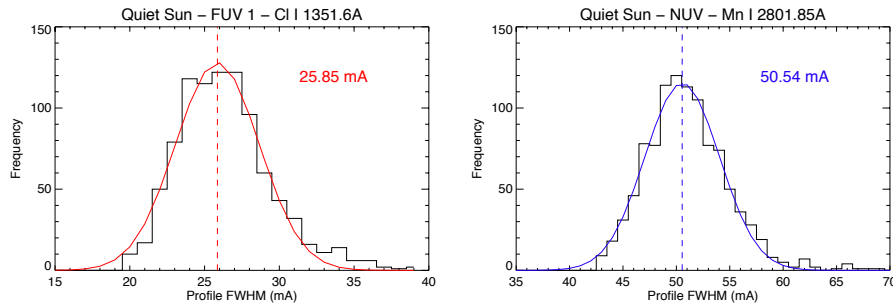 Quiet Sun – FUV 1 – Cl I 1351.6A
150
100
50
0
Frequency
25.85 mA
15 20 25 30 35 40
Profile FWHM (mA)
Quiet Sun – NUV – Mn I 2801.85A
150
100
50
0
Frequency
50.54 mA
35 40 45 50 55 60 65 70
Profile FWHM (mA)